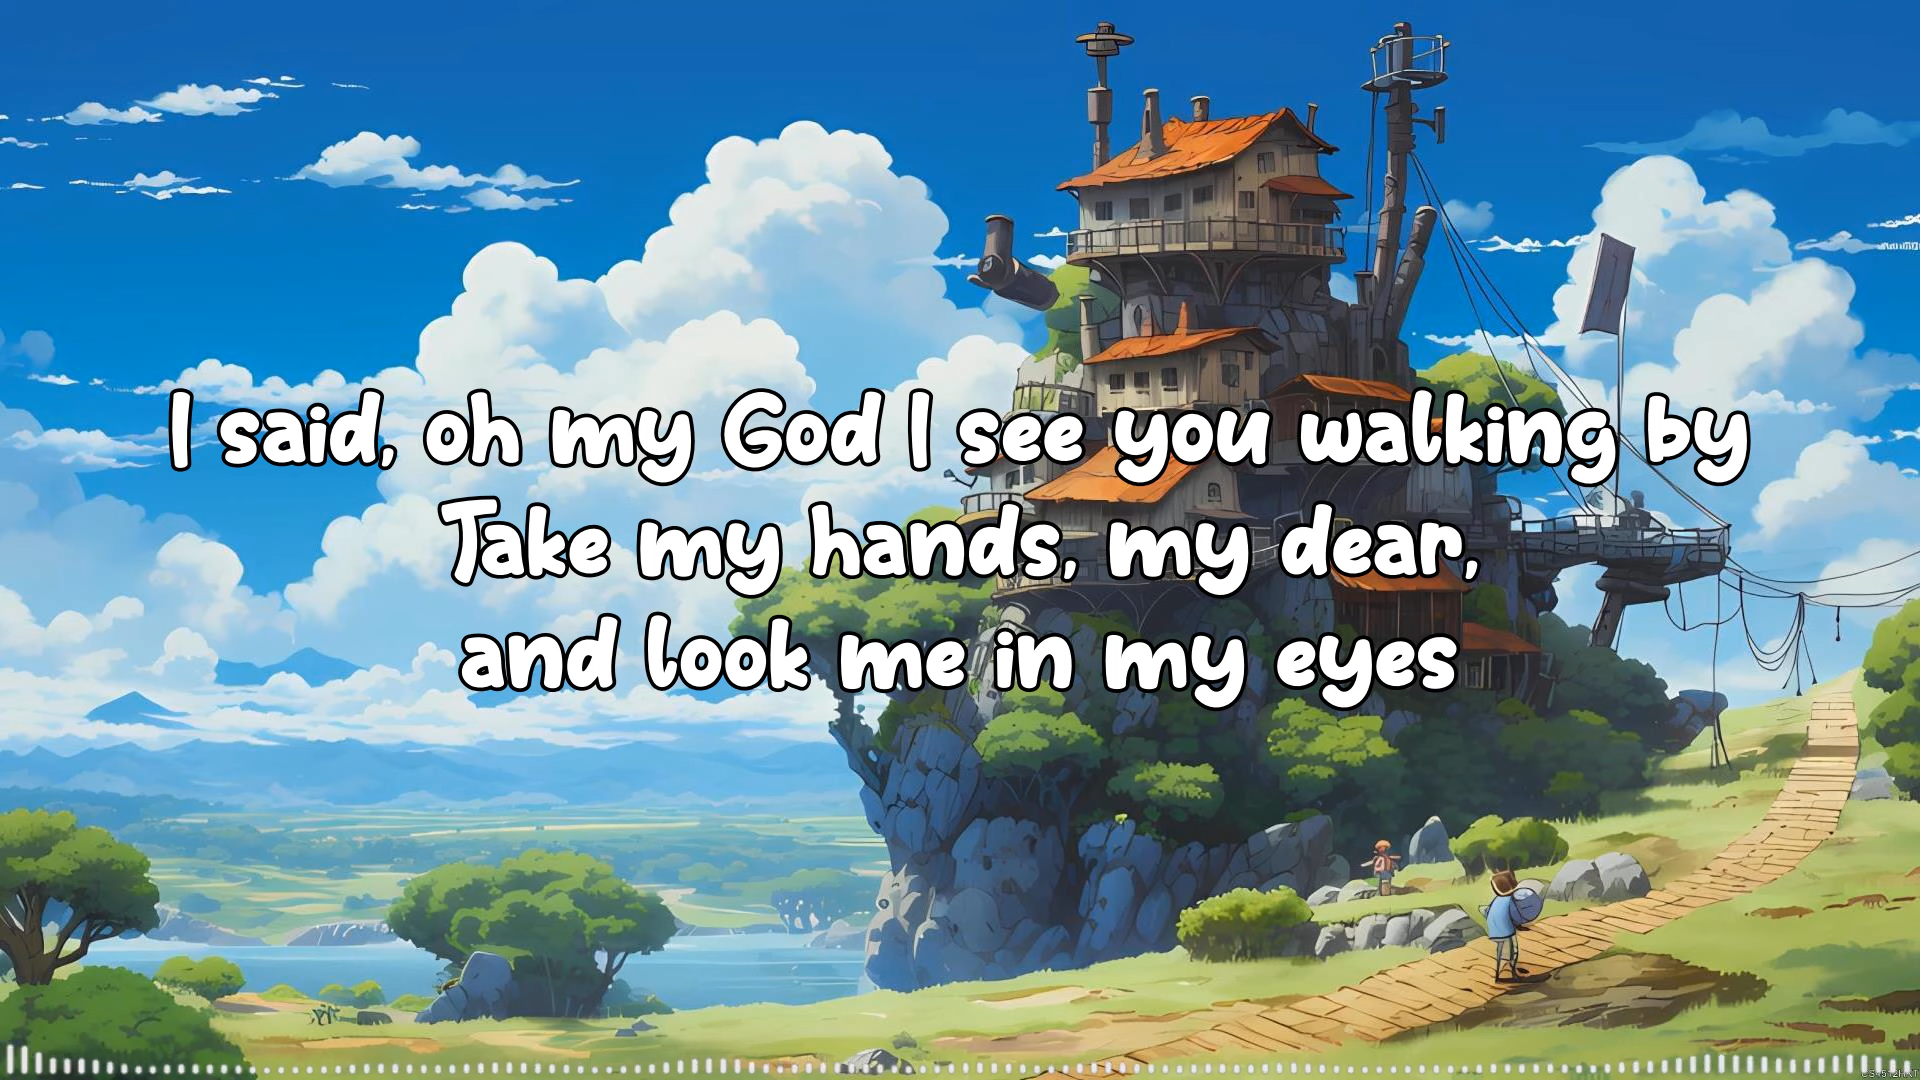 I said, oh my God I see you walking by
Take my hands, my dear,
and look me in my eyes